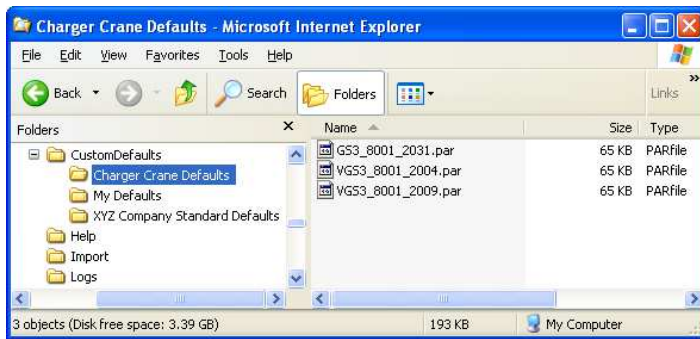 Charger Crane Defaults - Microsoft Internet Explorer
File Edit View Favorites Tools Help
Back Search Folders Links
Folders Name Size Type
CustomDefaults GS3_8001_2031.par 65 KB PARfile
Charger Crane Defaults VGS3_8001_2004.par 65 KB PARfile
My Defaults VGS3_8001_2009.par 65 KB PARfile
XYZ Company Standard Defaults
Help
Import
Logs
3 objects (Disk free space: 3.39 GB) 193 KB My Computer